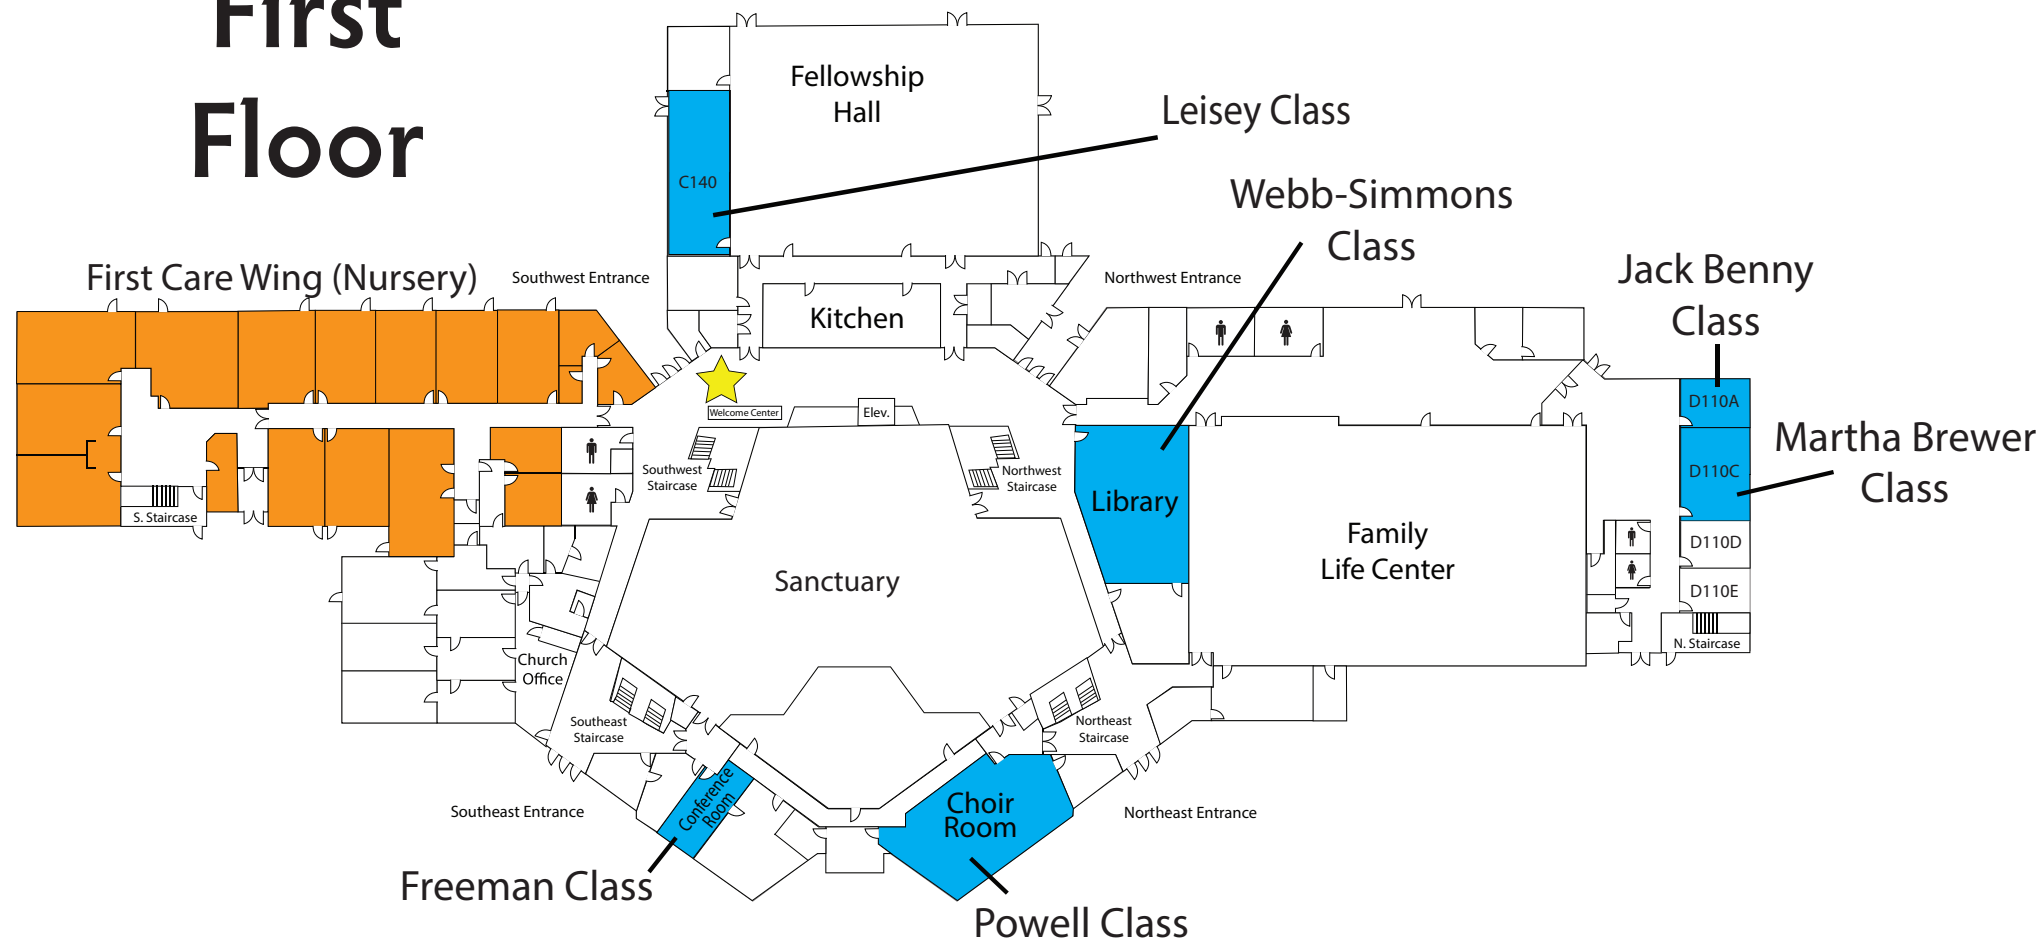 First
Floor
Fellowship
Hall
Leisey Class
C140
Webb-Simmons
Class
First Care Wing (Nursery)
Southwest Entrance
Northwest Entrance
Jack Benny
Class
Kitchen
Welcome Center
Elev.
D110A
Martha Brewer
Class
D110C
Southwest
Staircase
Northwest
Staircase
Library
S. Staircase
Family
Life Center
D110D
D110E
Sanctuary
N. Staircase
Church
Office
Southeast
Staircase
Northeast
Staircase
Conference
Room
Choir
Room
Southeast Entrance
Northeast Entrance
Freeman Class
Powell Class